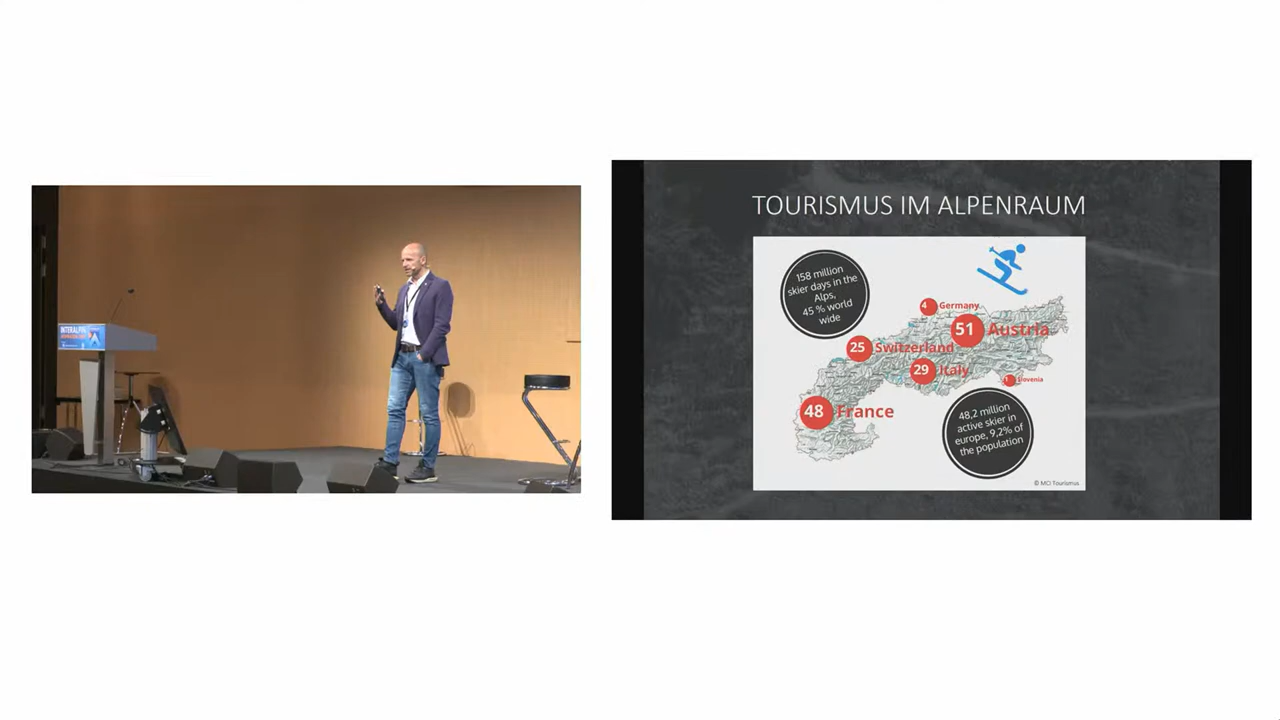 INTERALPIN
TOURISMUS IM ALPENRAUM
158 million
skier days in the
Alps,
45 % world
wide
4 Germany
51 Austria
25 Switzerland
29 Italy
Slovenia
48 France
48,2 million
active skier in
europe, 9,2% of
the population
© MCI Tourismus